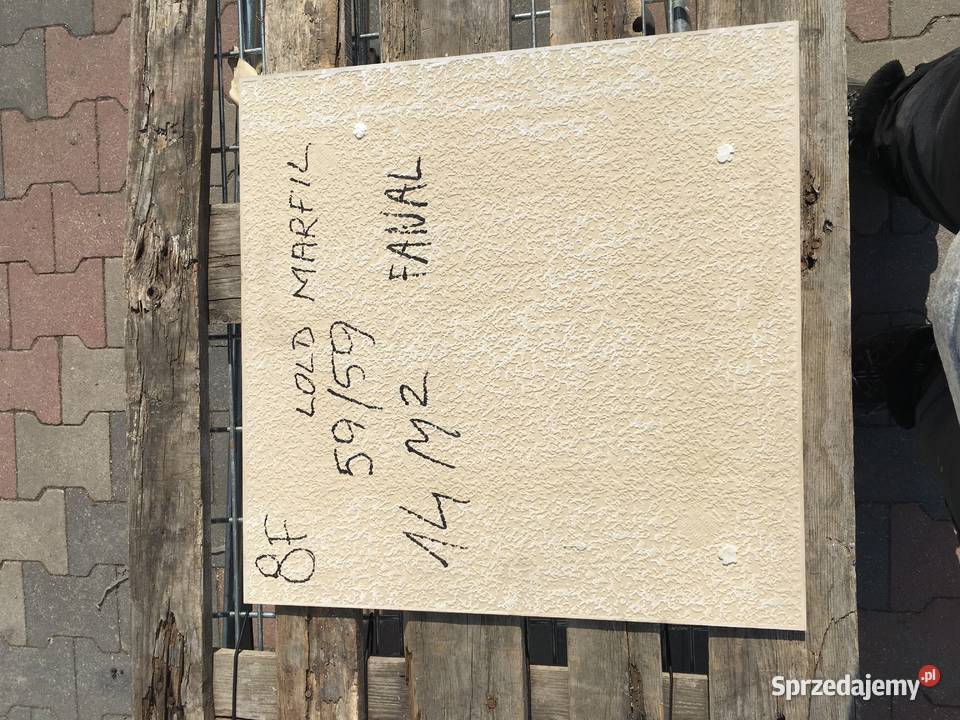 8F
LOLD MARFIL
59/59
14 M2 FANAL
Sprzedajemy.pl